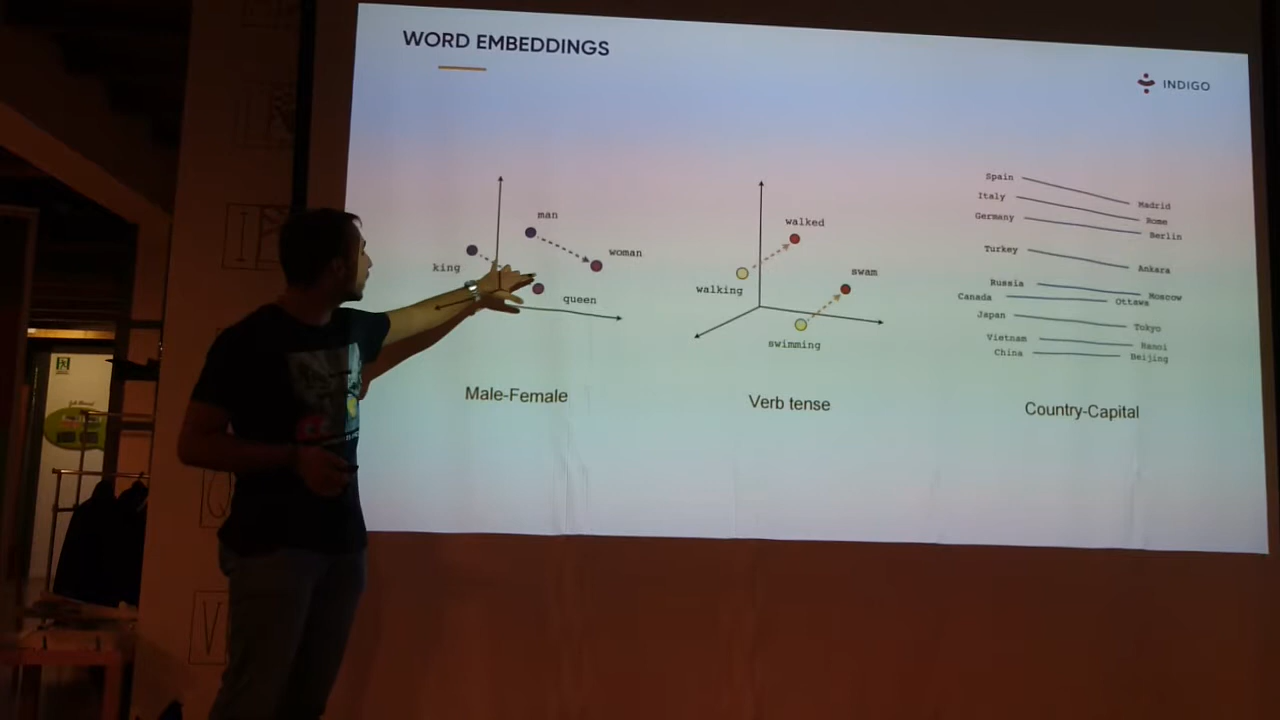 WORD EMBEDDINGS
INDIGO
man
woman
king
queen
Male-Female
walked
walking
swam
swimming
Verb tense
Spain Madrid
Italy Rome
Germany Berlin
Turkey Ankara
Russia Moscow
Canada Ottawa
Japan Tokyo
Vietnam Hanoi
China Beijing
Country-Capital
I
Q
V